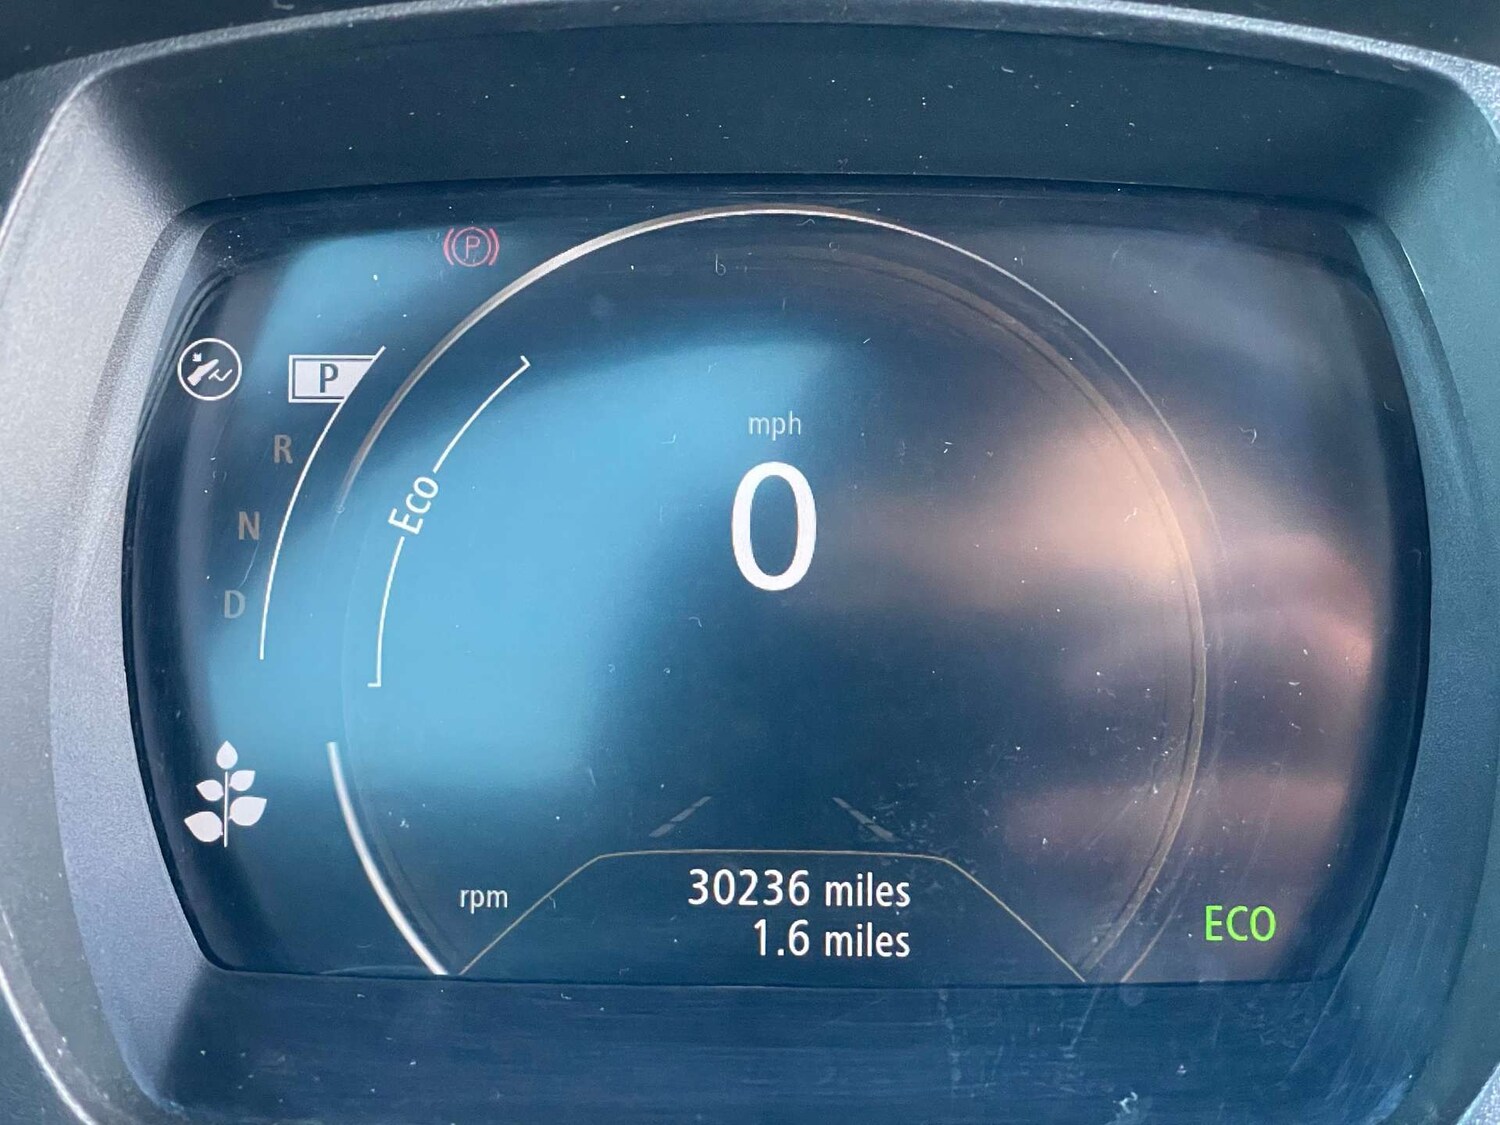 P
P
R
mph
Eco
0
N
D
rpm
30236 miles
1.6 miles
ECO